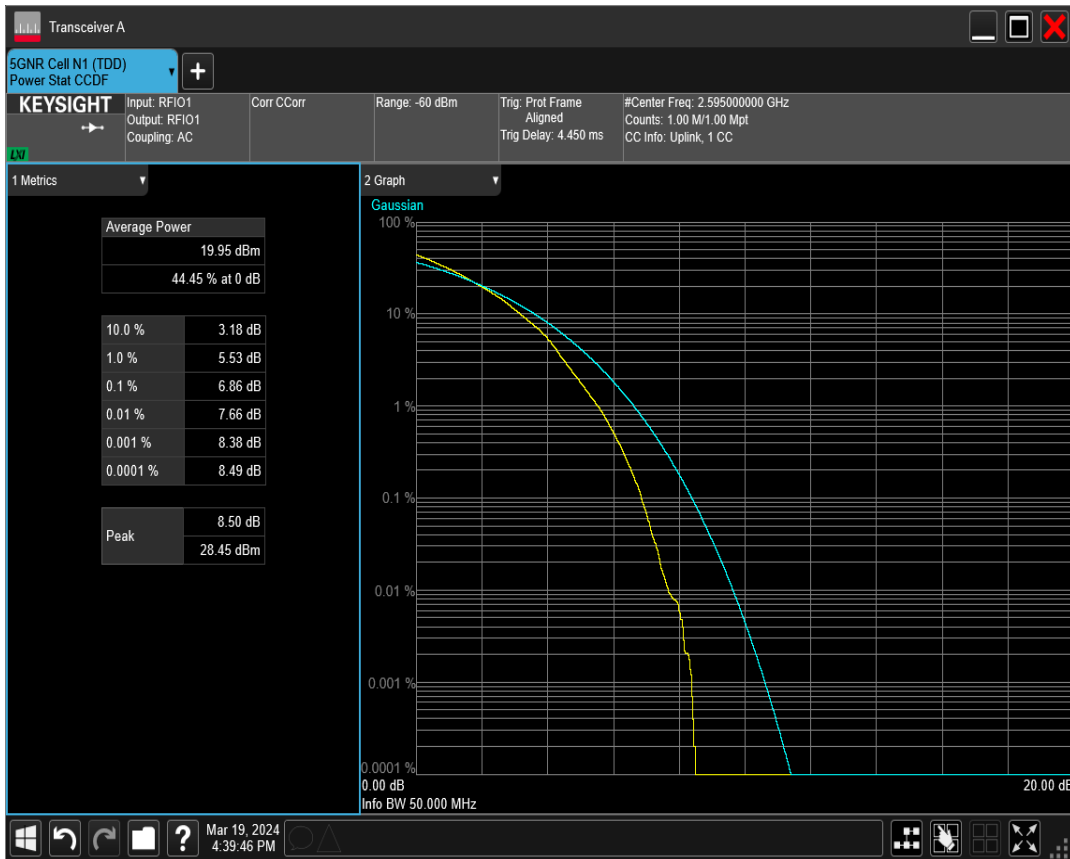 Transceiver A
5GNR Cell N1 (TDD)
Power Stat CCDF
+
KEYSIGHT
LXI
Input: RFIO1
Output: RFIO1
Coupling: AC
Corr CCorr
Range: -60 dBm
Trig: Prot Frame
Aligned
Trig Delay: 4.450 ms
#Center Freq: 2.595000000 GHz
Counts: 1.00 M/1.00 Mpt
CC Info: Uplink, 1 CC
1 Metrics
Average Power
19.95 dBm
44.45 % at 0 dB
10.0 % 3.18 dB
1.0 % 5.53 dB
0.1 % 6.86 dB
0.01 % 7.66 dB
0.001 % 8.38 dB
0.0001 % 8.49 dB
Peak
8.50 dB
28.45 dBm
2 Graph
Gaussian
100 %
10 %
1 %
0.1 %
0.01 %
0.001 %
0.0001 %
0.00 dB 20.00 dB
Info BW 50.000 MHz
?
Mar 19, 2024
4:39:46 PM